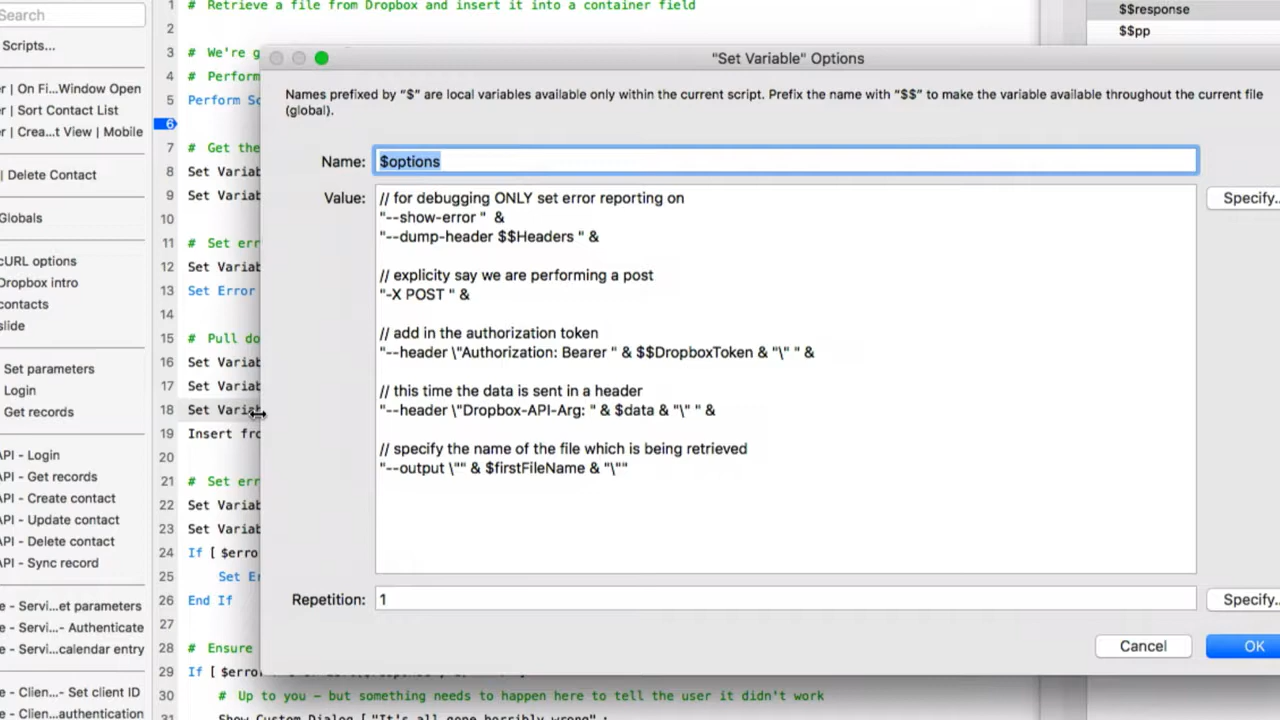 Search
Scripts...
r | On Fi...Window Open
r | Sort Contact List
r | Crea...t View | Mobile
| Delete Contact
Globals
cURL options
Dropbox intro
contacts
slide
Set parameters
Login
Get records
API - Login
API - Get records
API - Create contact
API - Update contact
API - Delete contact
API - Sync record
e - Servi...et parameters
e - Servi...- Authenticate
e - Servi...calendar entry
e - Clien...- Set client ID
e - Clien...authentication
1 # Retrieve a file from Dropbox and insert it into a container field
2
3 # We're g
4 # Perform
5 Perform Sc
6
7 # Get the
8 Set Variab
9 Set Variab
10
11 # Set err
12 Set Variab
13 Set Error
14
15 # Pull do
16 Set Variab
17 Set Variab
18 Set Variab
19 Insert fro
20
21 # Set err
22 Set Variab
23 Set Variab
24 If [ $erro
25 Set Er
26 End If
27
28 # Ensure
29 If [ $error
30 # Up to you – but something needs to happen here to tell the user it didn't work
31 Show Custom Dialog [ "It's all gone horribly wrong" ;
$$response
$$pp
"Set Variable" Options
Names prefixed by “$” are local variables available only within the current script. Prefix the name with “$$” to make the variable available throughout the current file
(global).
Name: $options
Value: // for debugging ONLY set error reporting on
"--show-error " &
"--dump-header $$Headers " &
// explicity say we are performing a post
"-X POST " &
// add in the authorization token
"--header \"Authorization: Bearer " & $$DropboxToken & "\" " &
// this time the data is sent in a header
"--header \"Dropbox-API-Arg: " & $data & "\" " &
// specify the name of the file which is being retrieved
"--output \"" & $firstFileName & "\""
Specify...
Repetition: 1
Specify...
Cancel
OK